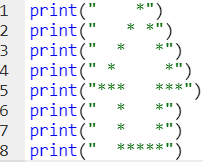 1 print("    *")
2 print("   * *")
3 print("  *   *")
4 print(" *     *")
5 print("***   ***")
6 print("  *   *")
7 print("  *   *")
8 print("  *****")